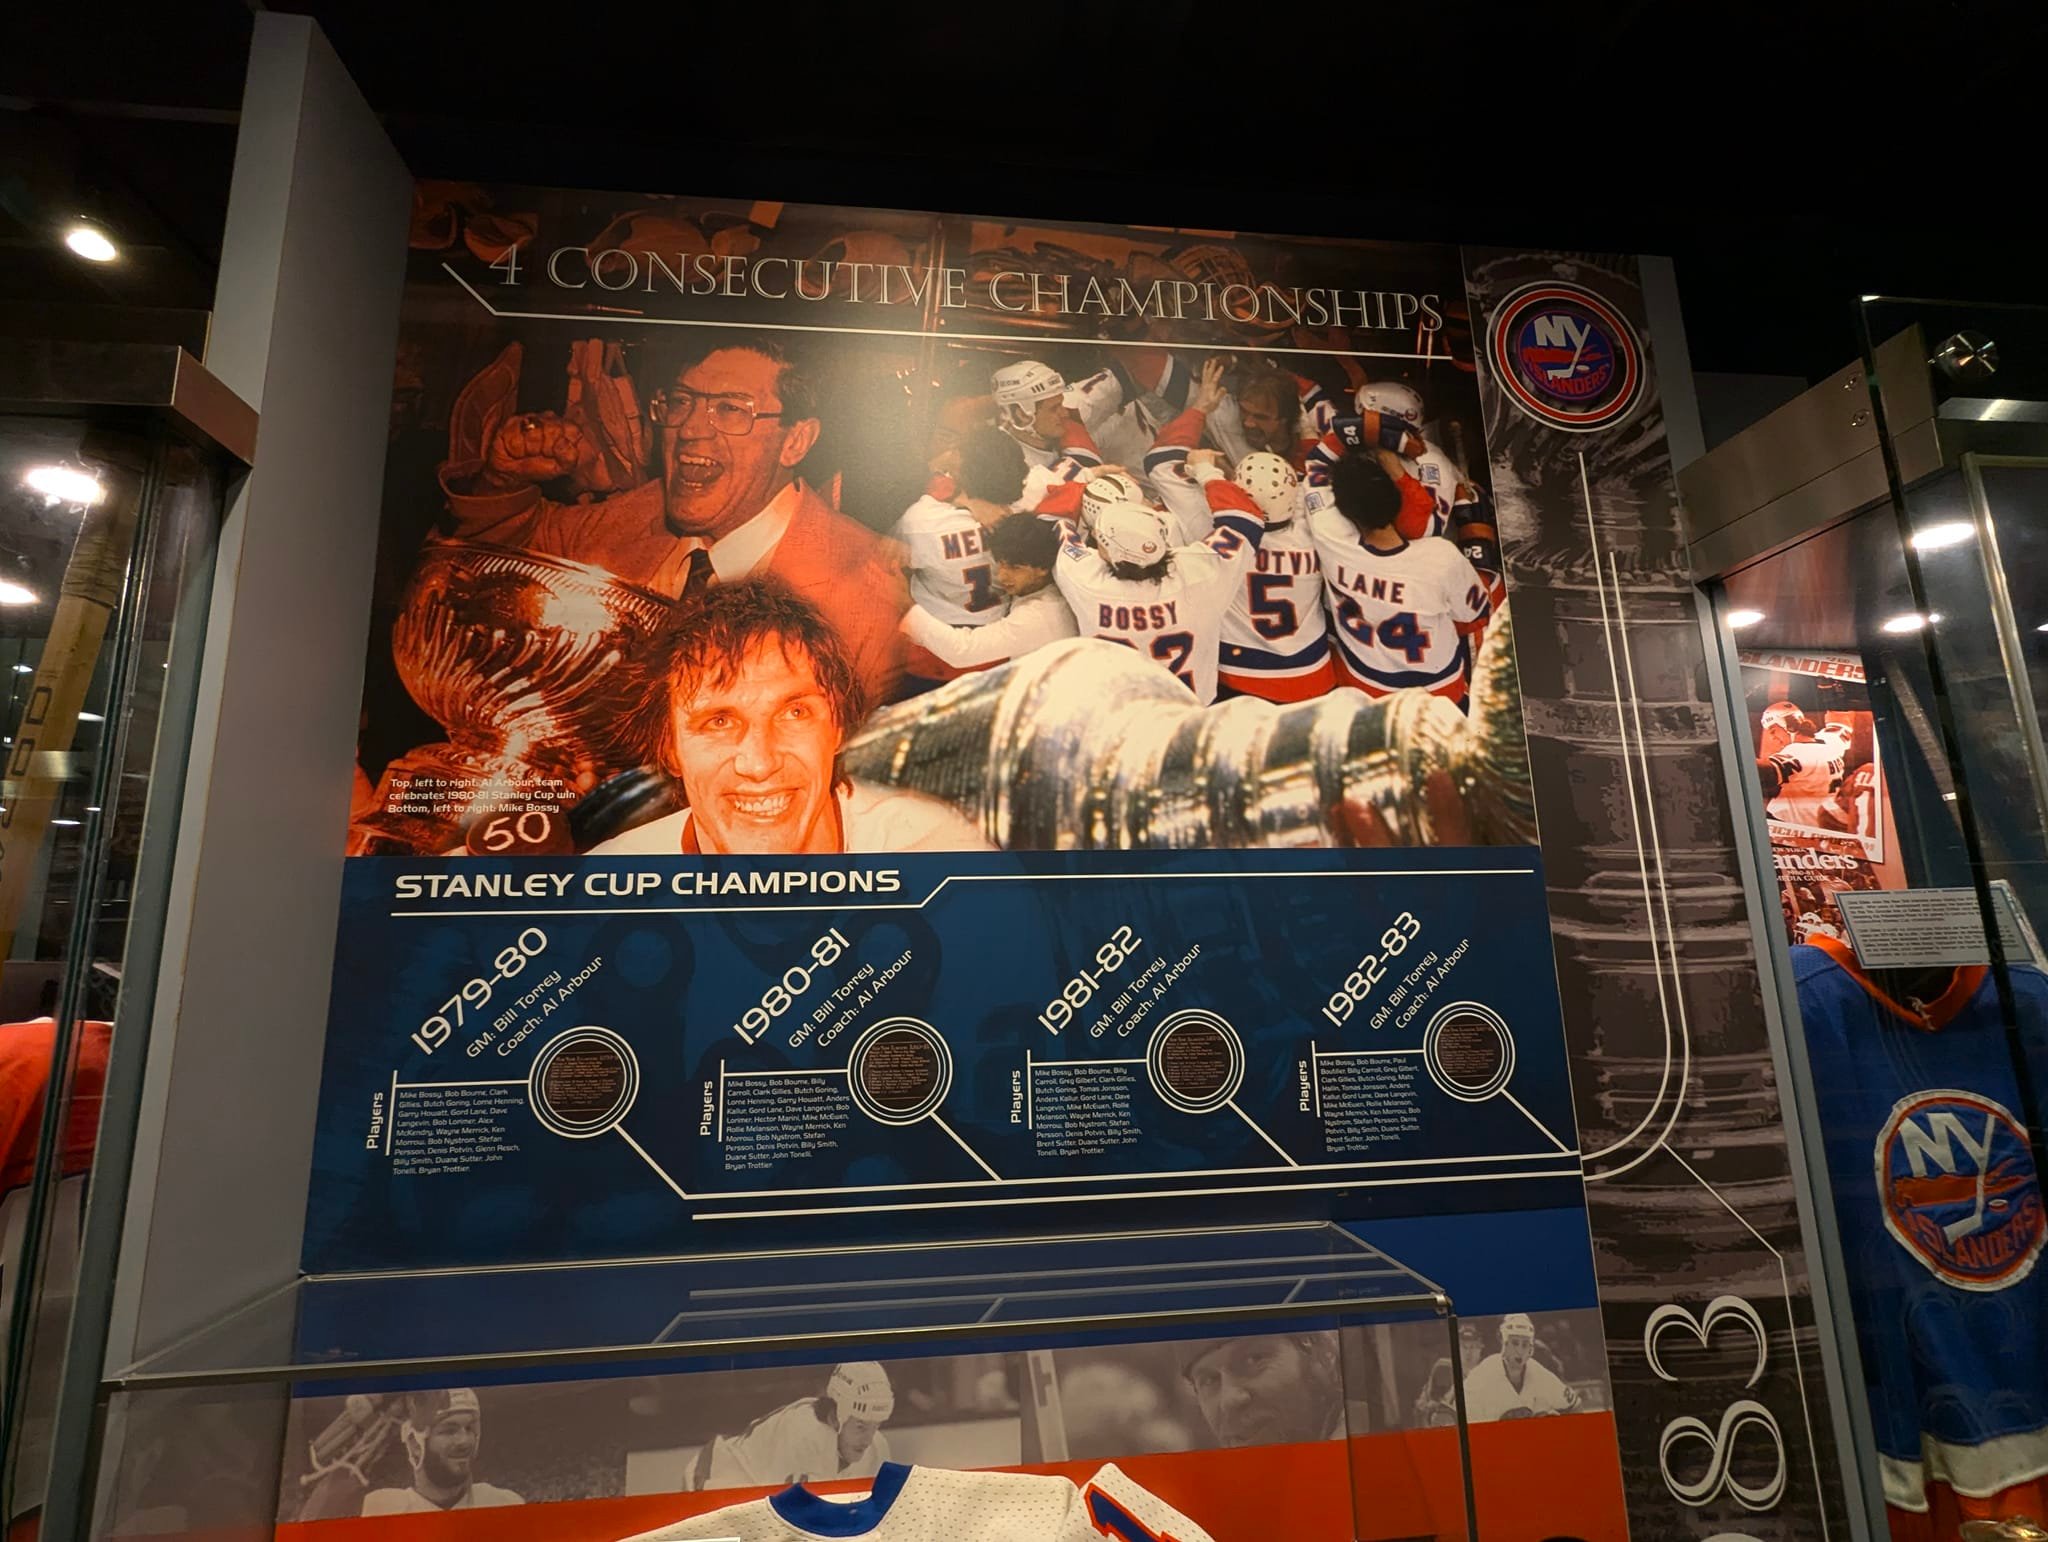 4 CONSECUTIVE CHAMPIONSHIPS
NY
ISLANDERS
BOSSY
5
LANE
24
24
24
Top, left to right: Al Arbour, team
celebrates 1980-81 Stanley Cup win
Bottom, left to right: Mike Bossy
50
STANLEY CUP CHAMPIONS
1979-80
GM: Bill Torrey
Coach: Al Arbour
Players
Mike Bossy, Bob Bourne, Clark
Gillies, Butch Goring, Lorne Henning,
Garry Howatt, Gord Lane, Dave
Langevin, Bob Lorimer, Alex
McKendry, Wayne Merrick, Ken
Morrow, Bob Nystrom, Stefan
Persson, Denis Potvin, Glenn Resch,
Billy Smith, Duane Sutter, John
Tonelli, Bryan Trottier.
1980-81
GM: Bill Torrey
Coach: Al Arbour
Players
Mike Bossy, Bob Bourne, Billy
Carroll, Clark Gillies, Butch Goring,
Lorne Henning, Garry Howatt, Anders
Kallur, Gord Lane, Dave Langevin, Bob
Lorimer, Hector Marini, Mike McEwen,
Rollie Melanson, Wayne Merrick, Ken
Morrow, Bob Nystrom, Stefan
Persson, Denis Potvin, Billy Smith,
Duane Sutter, John Tonelli,
Bryan Trottier.
1981-82
GM: Bill Torrey
Coach: Al Arbour
Players
Mike Bossy, Bob Bourne, Billy
Carroll, Greg Gilbert, Clark Gillies,
Butch Goring, Tomas Jonsson,
Anders Kallur, Gord Lane, Dave
Langevin, Mike McEwen, Rollie
Melanson, Wayne Merrick, Ken
Morrow, Bob Nystrom, Stefan
Persson, Denis Potvin, Billy Smith,
Brent Sutter, Duane Sutter, John
Tonelli, Bryan Trottier.
1982-83
GM: Bill Torrey
Coach: Al Arbour
Players
Mike Bossy, Bob Bourne, Paul
Boutilier, Billy Carroll, Greg Gilbert,
Clark Gillies, Butch Goring, Mats
Hallin, Tomas Jonsson, Anders
Kallur, Gord Lane, Dave Langevin,
Mike McEwen, Rollie Melanson,
Wayne Merrick, Ken Morrow, Bob
Nystrom, Stefan Persson, Denis
Potvin, Billy Smith, Duane Sutter,
Brent Sutter, John Tonelli,
Bryan Trottier.
83
1980-81
MEDIA GUIDE
NY
ISLANDERS